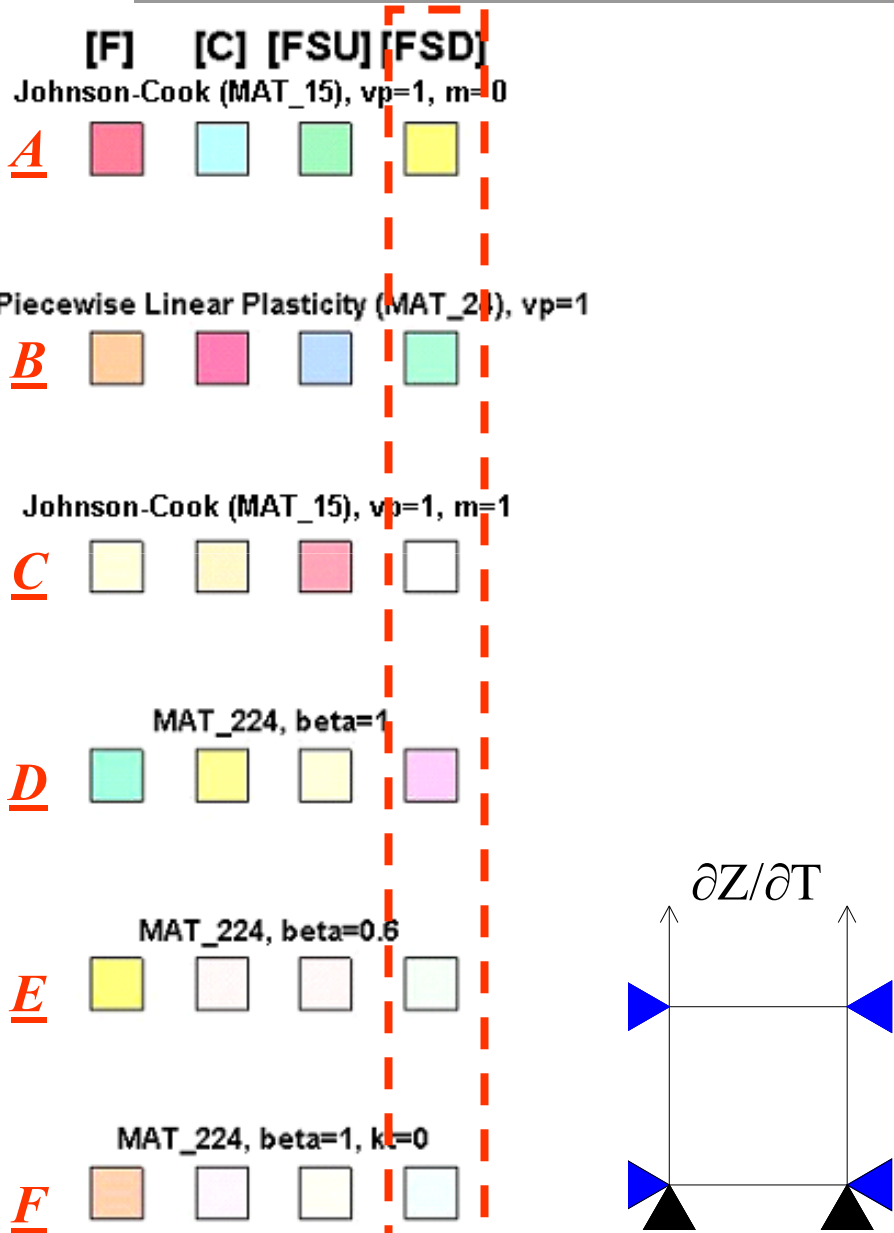 [F] [C] [FSU] [FSD]
Johnson-Cook (MAT_15), vp=1, m=0
A
Piecewise Linear Plasticity (MAT_24), vp=1
B
Johnson-Cook (MAT_15), vp=1, m=1
C
MAT_224, beta=1
D
∂Z/∂T
MAT_224, beta=0.6
E
MAT_224, beta=1, kt=0
F